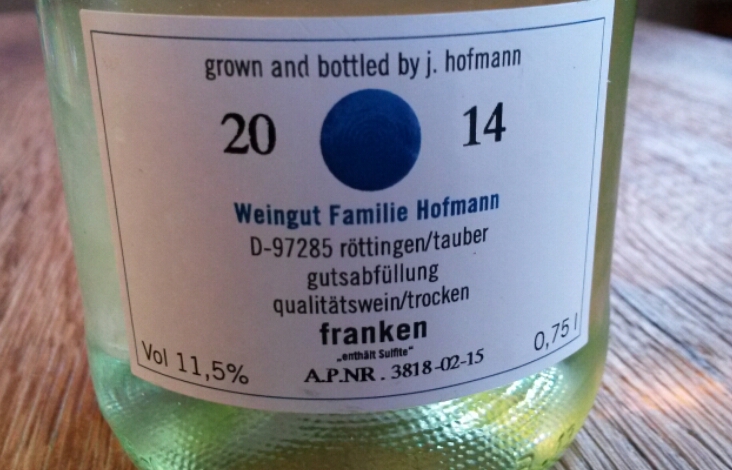 grown and bottled by j. hofmann
20 14
Weingut Familie Hofmann
D-97285 röttingen/tauber
gutsabfüllung
qualitätswein/trocken
franken
„enthält Sulfite“
Vol 11,5% A.P.NR. 3818-02-15 0,75 l